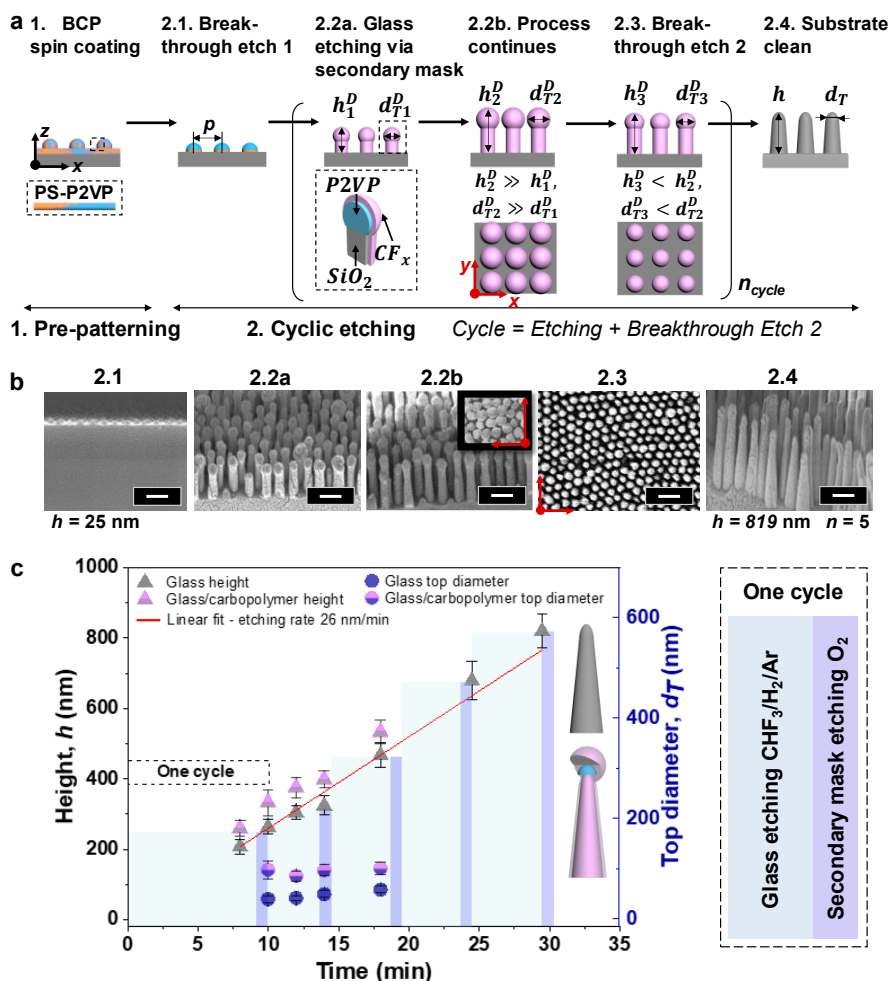 a
1. BCP
spin coating
2.1. Break-
through etch 1
2.2a. Glass
etching via
secondary mask
2.2b. Process
continues
2.3. Break-
through etch 2
2.4. Substrate
clean
z
x
PS-P2VP
p
h₁ᴰ
d_T1ᴰ
P2VP
CFₓ
SiO₂
h₂ᴰ
d_T2ᴰ
h₂ᴰ ≫ h₁ᴰ,
d_T2ᴰ ≫ d_T1ᴰ
y
x
h₃ᴰ
d_T3ᴰ
h₃ᴰ < h₂ᴰ,
d_T3ᴰ < d_T2ᴰ
n_cycle
h
d_T
1. Pre-patterning
2. Cyclic etching
Cycle = Etching + Breakthrough Etch 2
b
2.1
2.2a
2.2b
2.3
2.4
h = 25 nm
h = 819 nm n = 5
c
Glass height
Glass/carbopolymer height
Linear fit - etching rate 26 nm/min
Glass top diameter
Glass/carbopolymer top diameter
One cycle
Height, h (nm)
0
200
400
600
800
1000
Top diameter, d_T (nm)
0
200
400
600
0
5
10
15
20
25
30
35
Time (min)
One cycle
Glass etching CHF₃/H₂/Ar
Secondary mask etching O₂